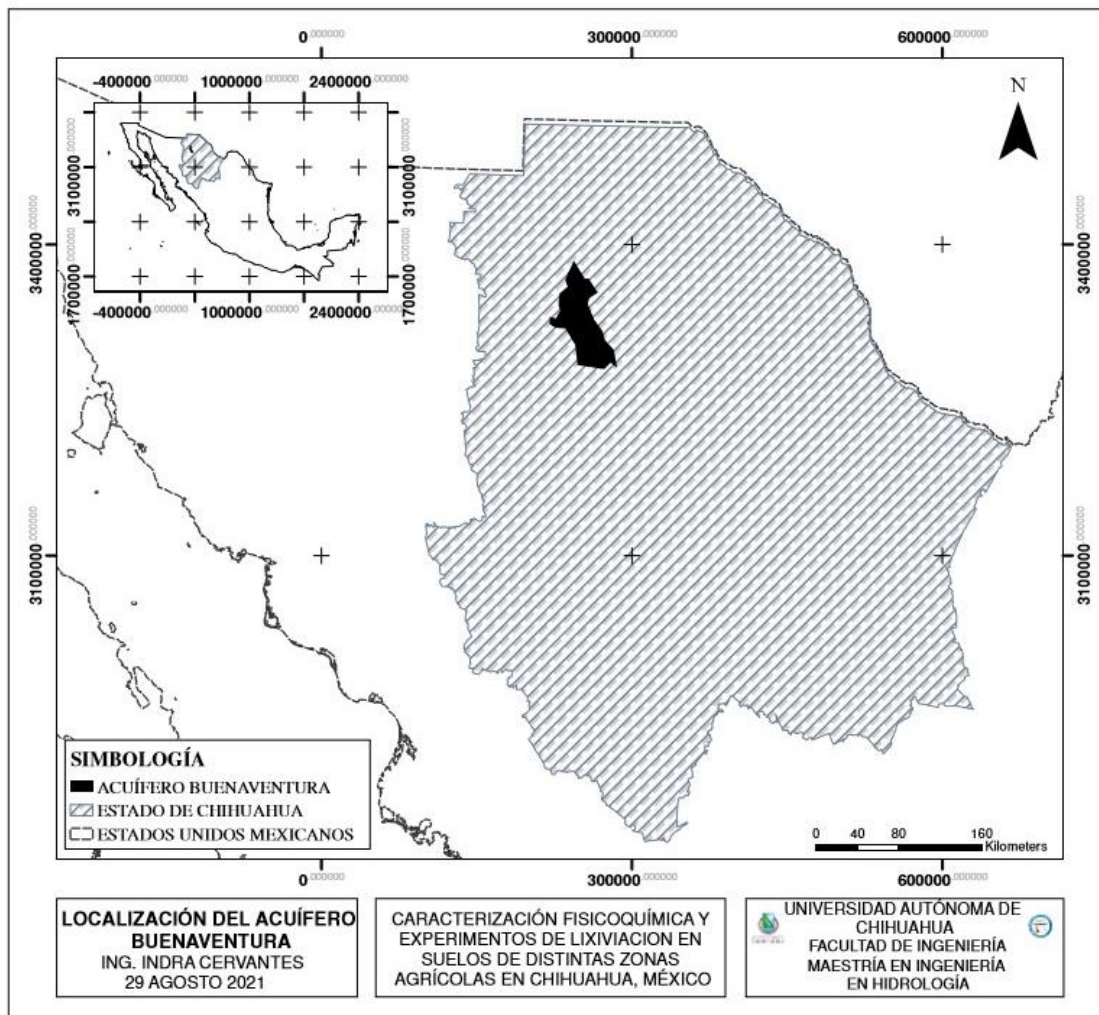 0.000000 300000.000000 600000.000000
-400000.000000 1000000.000000 2400000.000000
3100000.000000 3100000.000000
1700000.000000 1700000.000000
-400000.000000 1000000.000000 2400000.000000
N
3400000.000000 3400000.000000
3100000.000000 3100000.000000
SIMBOLOGÍA
ACUÍFERO BUENAVENTURA
ESTADO DE CHIHUAHUA
ESTADOS UNIDOS MEXICANOS
0 40 80 160
Kilometers
0.000000 300000.000000 600000.000000
LOCALIZACIÓN DEL ACUÍFERO
BUENAVENTURA
ING. INDRA CERVANTES
29 AGOSTO 2021
CARACTERIZACIÓN FISICOQUÍMICA Y
EXPERIMENTOS DE LIXIVIACION EN
SUELOS DE DISTINTAS ZONAS
AGRÍCOLAS EN CHIHUAHUA, MÉXICO
UNIVERSIDAD AUTÓNOMA DE
CHIHUAHUA
FACULTAD DE INGENIERÍA
MAESTRÍA EN INGENIERÍA
EN HIDROLOGÍA